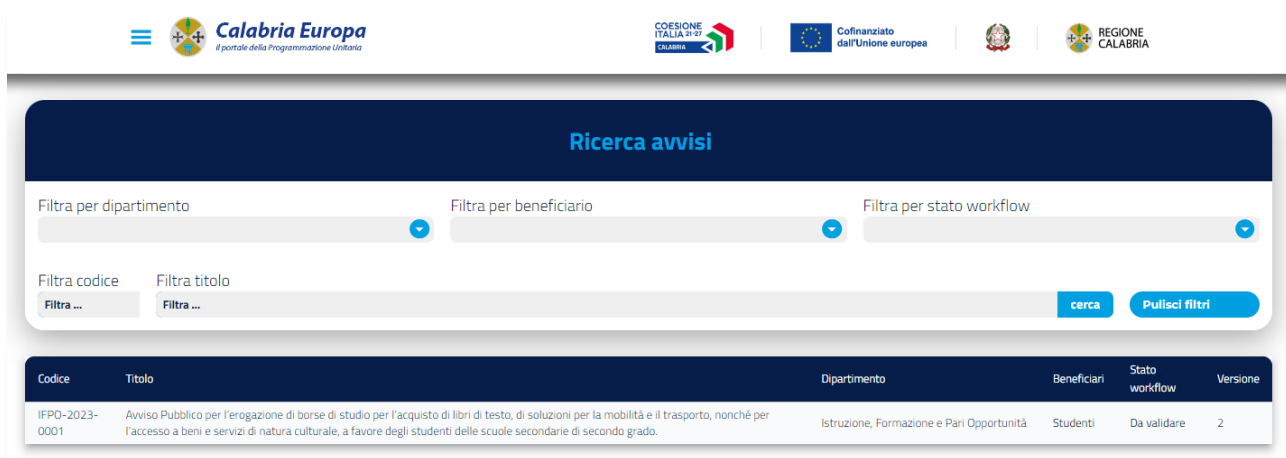 Calabria Europa
il portale della Programmazione Unitaria
COESIONE
ITALIA 21-27
CALABRIA
Cofinanziato
dall'Unione europea
REGIONE
CALABRIA
Ricerca avvisi
Filtra per dipartimento
Filtra per beneficiario
Filtra per stato workflow
Filtra codice
Filtra titolo
Filtra ...
Filtra ...
cerca
Pulisci filtri
Codice
Titolo
Dipartimento
Beneficiari
Stato
workflow
Versione
IFPO-2023-
0001
Avviso Pubblico per l'erogazione di borse di studio per l'acquisto di libri di testo, di soluzioni per la mobilità e il trasporto, nonché per
l'accesso a beni e servizi di natura culturale, a favore degli studenti delle scuole secondarie di secondo grado.
Istruzione, Formazione e Pari Opportunità
Studenti
Da validare
2